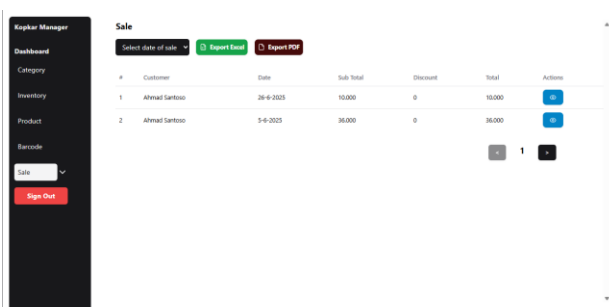 Kopkar Manager
Dashboard
Category
Inventory
Product
Barcode
Sale
Sign Out
Sale
Select date of sale Export Excel Export PDF
# Customer Date Sub Total Discount Total Actions
1 Ahmad Santoso 26-6-2025 10.000 0 10.000
2 Ahmad Santoso 5-6-2025 36.000 0 36.000
< 1 >